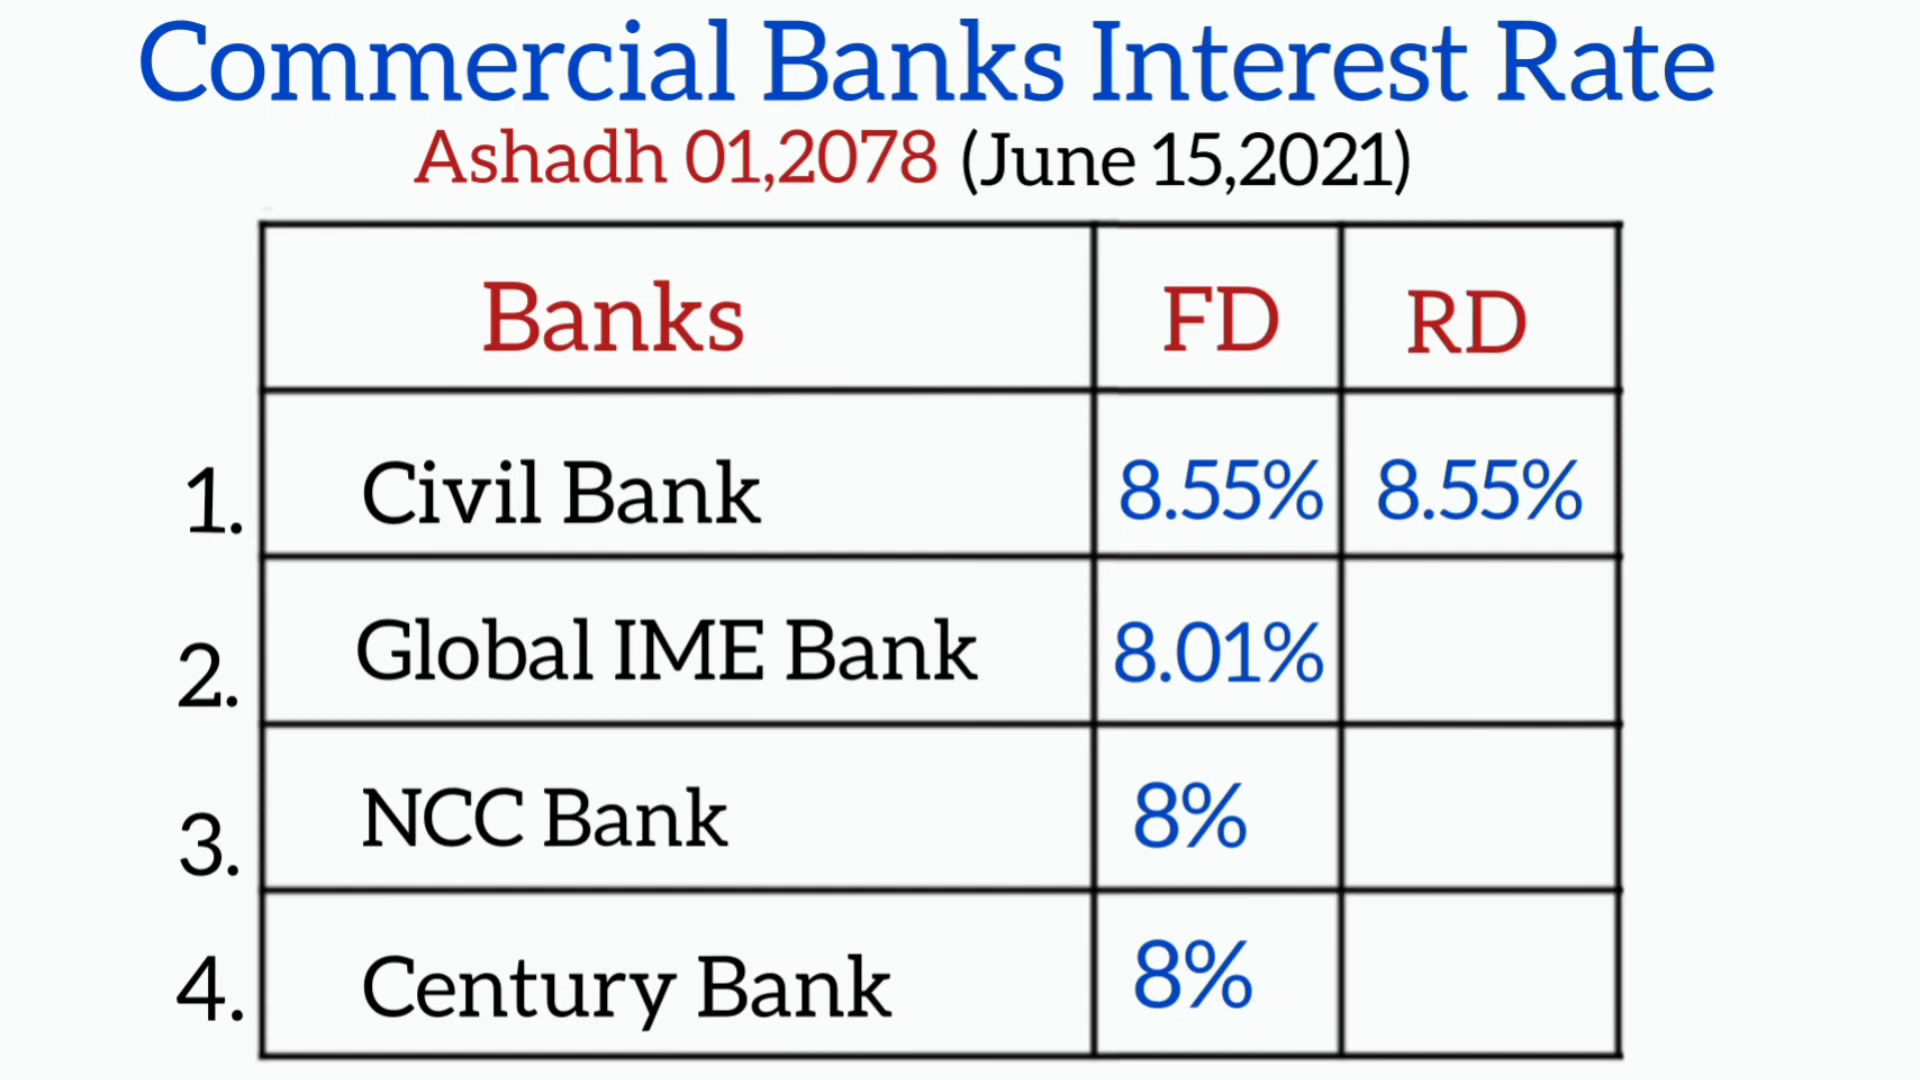 Commercial Banks Interest Rate
Ashadh 01,2078 (June 15,2021)
Banks FD RD
1. Civil Bank 8.55% 8.55%
2. Global IME Bank 8.01%
3. NCC Bank 8%
4. Century Bank 8%